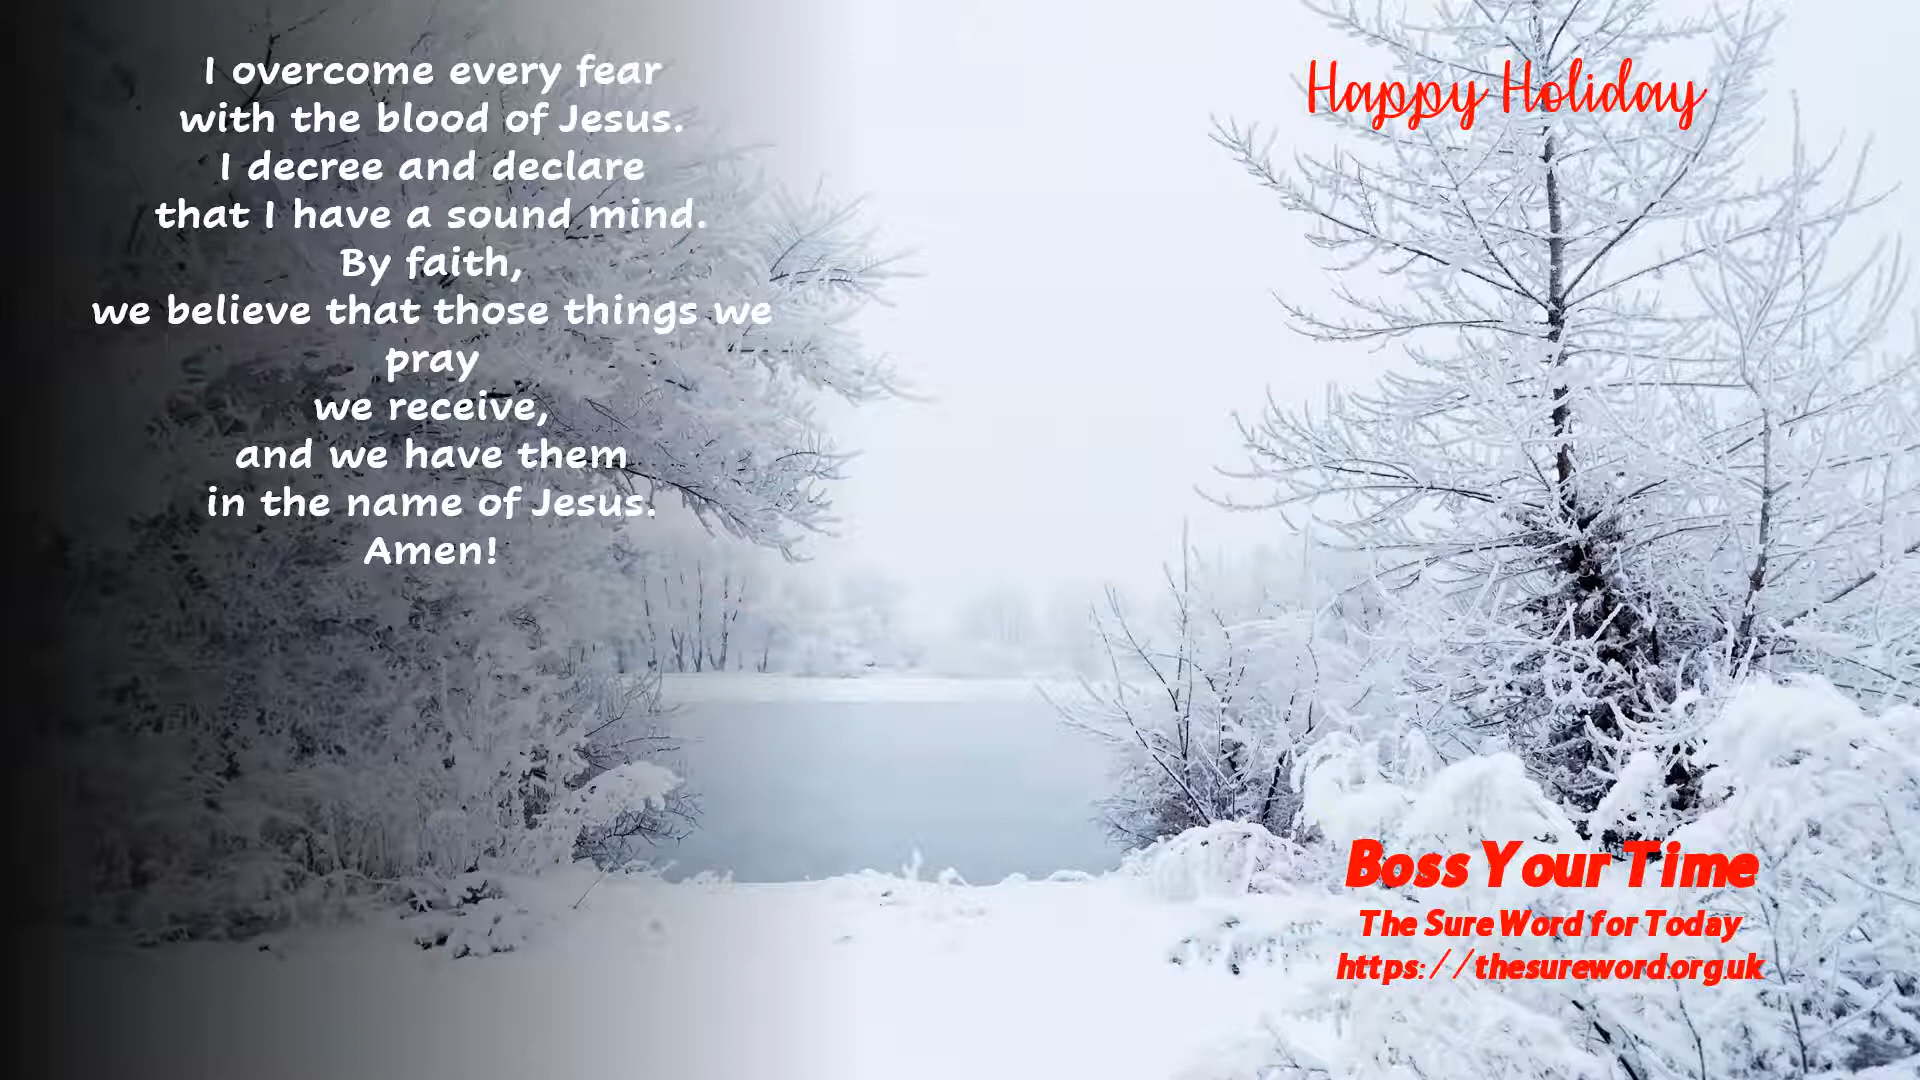 I overcome every fear
with the blood of Jesus.
I decree and declare
that I have a sound mind.
By faith,
we believe that those things we
pray
we receive,
and we have them
in the name of Jesus.
Amen!
Happy Holiday
Boss Your Time
The Sure Word for Today
https://thesureword.org.uk